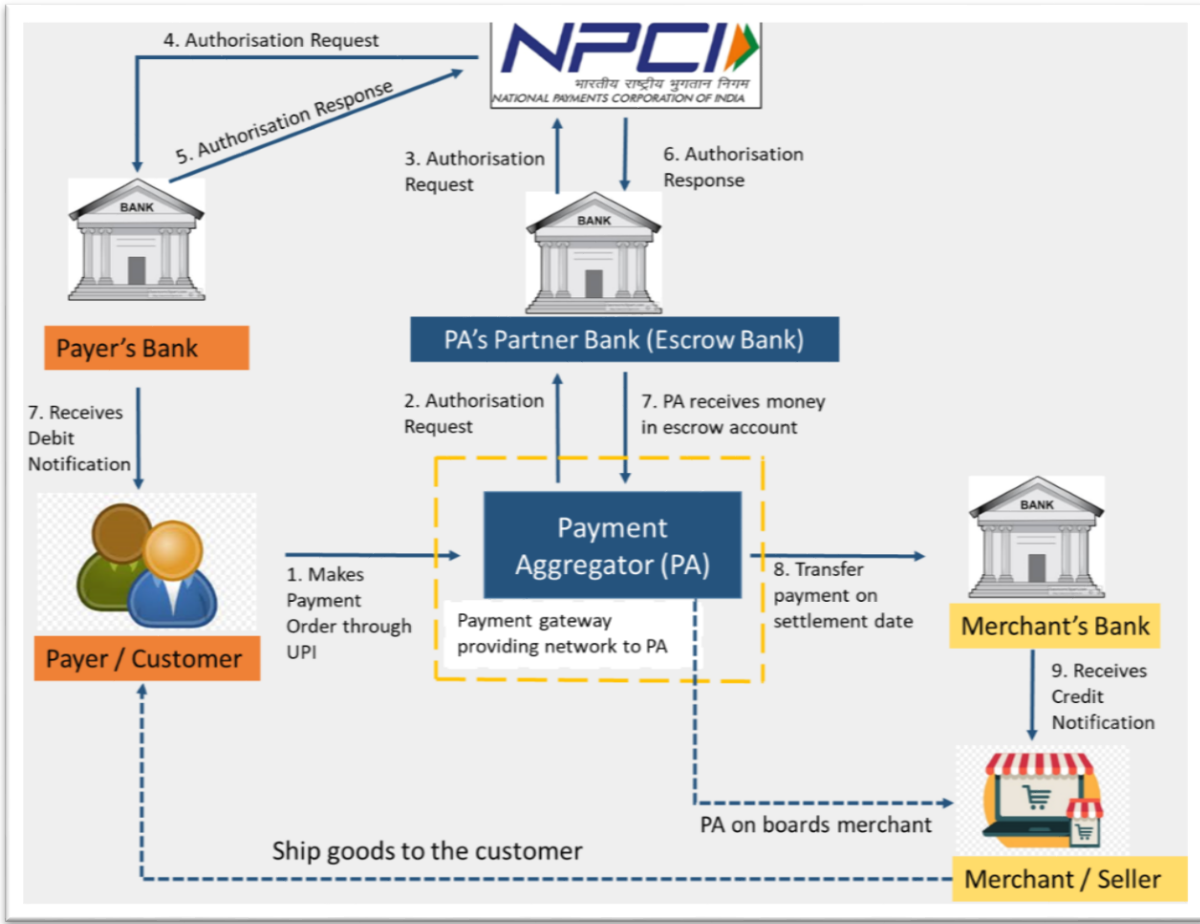 4. Authorisation Request
NPCI
भारतीय राष्ट्रीय भुगतान निगम
NATIONAL PAYMENTS CORPORATION OF INDIA
5. Authorisation Response
3. Authorisation
Request
6. Authorisation
Response
BANK
BANK
Payer's Bank
PA's Partner Bank (Escrow Bank)
7. Receives
Debit
Notification
2. Authorisation
Request
7. PA receives money
in escrow account
Payment
Aggregator (PA)
BANK
1. Makes
Payment
Order through
UPI
Payment gateway
providing network to PA
8. Transfer
payment on
settlement date
Payer / Customer
Merchant's Bank
9. Receives
Credit
Notification
PA on boards merchant
Ship goods to the customer
Merchant / Seller